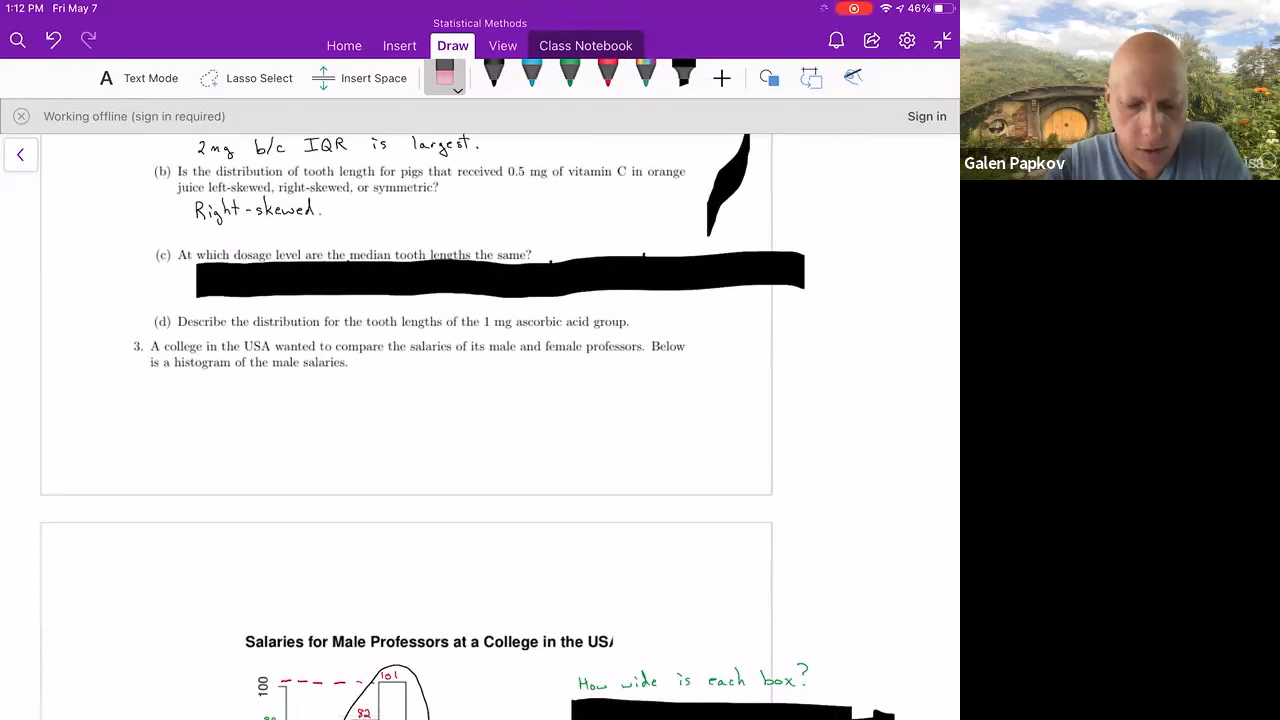 1:12 PM Fri May 7
46%
Statistical Methods
Home Insert Draw View Class Notebook
A Text Mode Lasso Select Insert Space
Working offline (sign in required) Sign in
Galen Papkov
2mg b/c IQR is largest.
(b) Is the distribution of tooth length for pigs that received 0.5 mg of vitamin C in orange
juice left-skewed, right-skewed, or symmetric?
Right-skewed.
(c) At which dosage level are the median tooth lengths the same?
(d) Describe the distribution for the tooth lengths of the 1 mg ascorbic acid group.
3. A college in the USA wanted to compare the salaries of its male and female professors. Below
is a histogram of the male salaries.
Salaries for Male Professors at a College in the USA
How wide is each box?
100
101
82